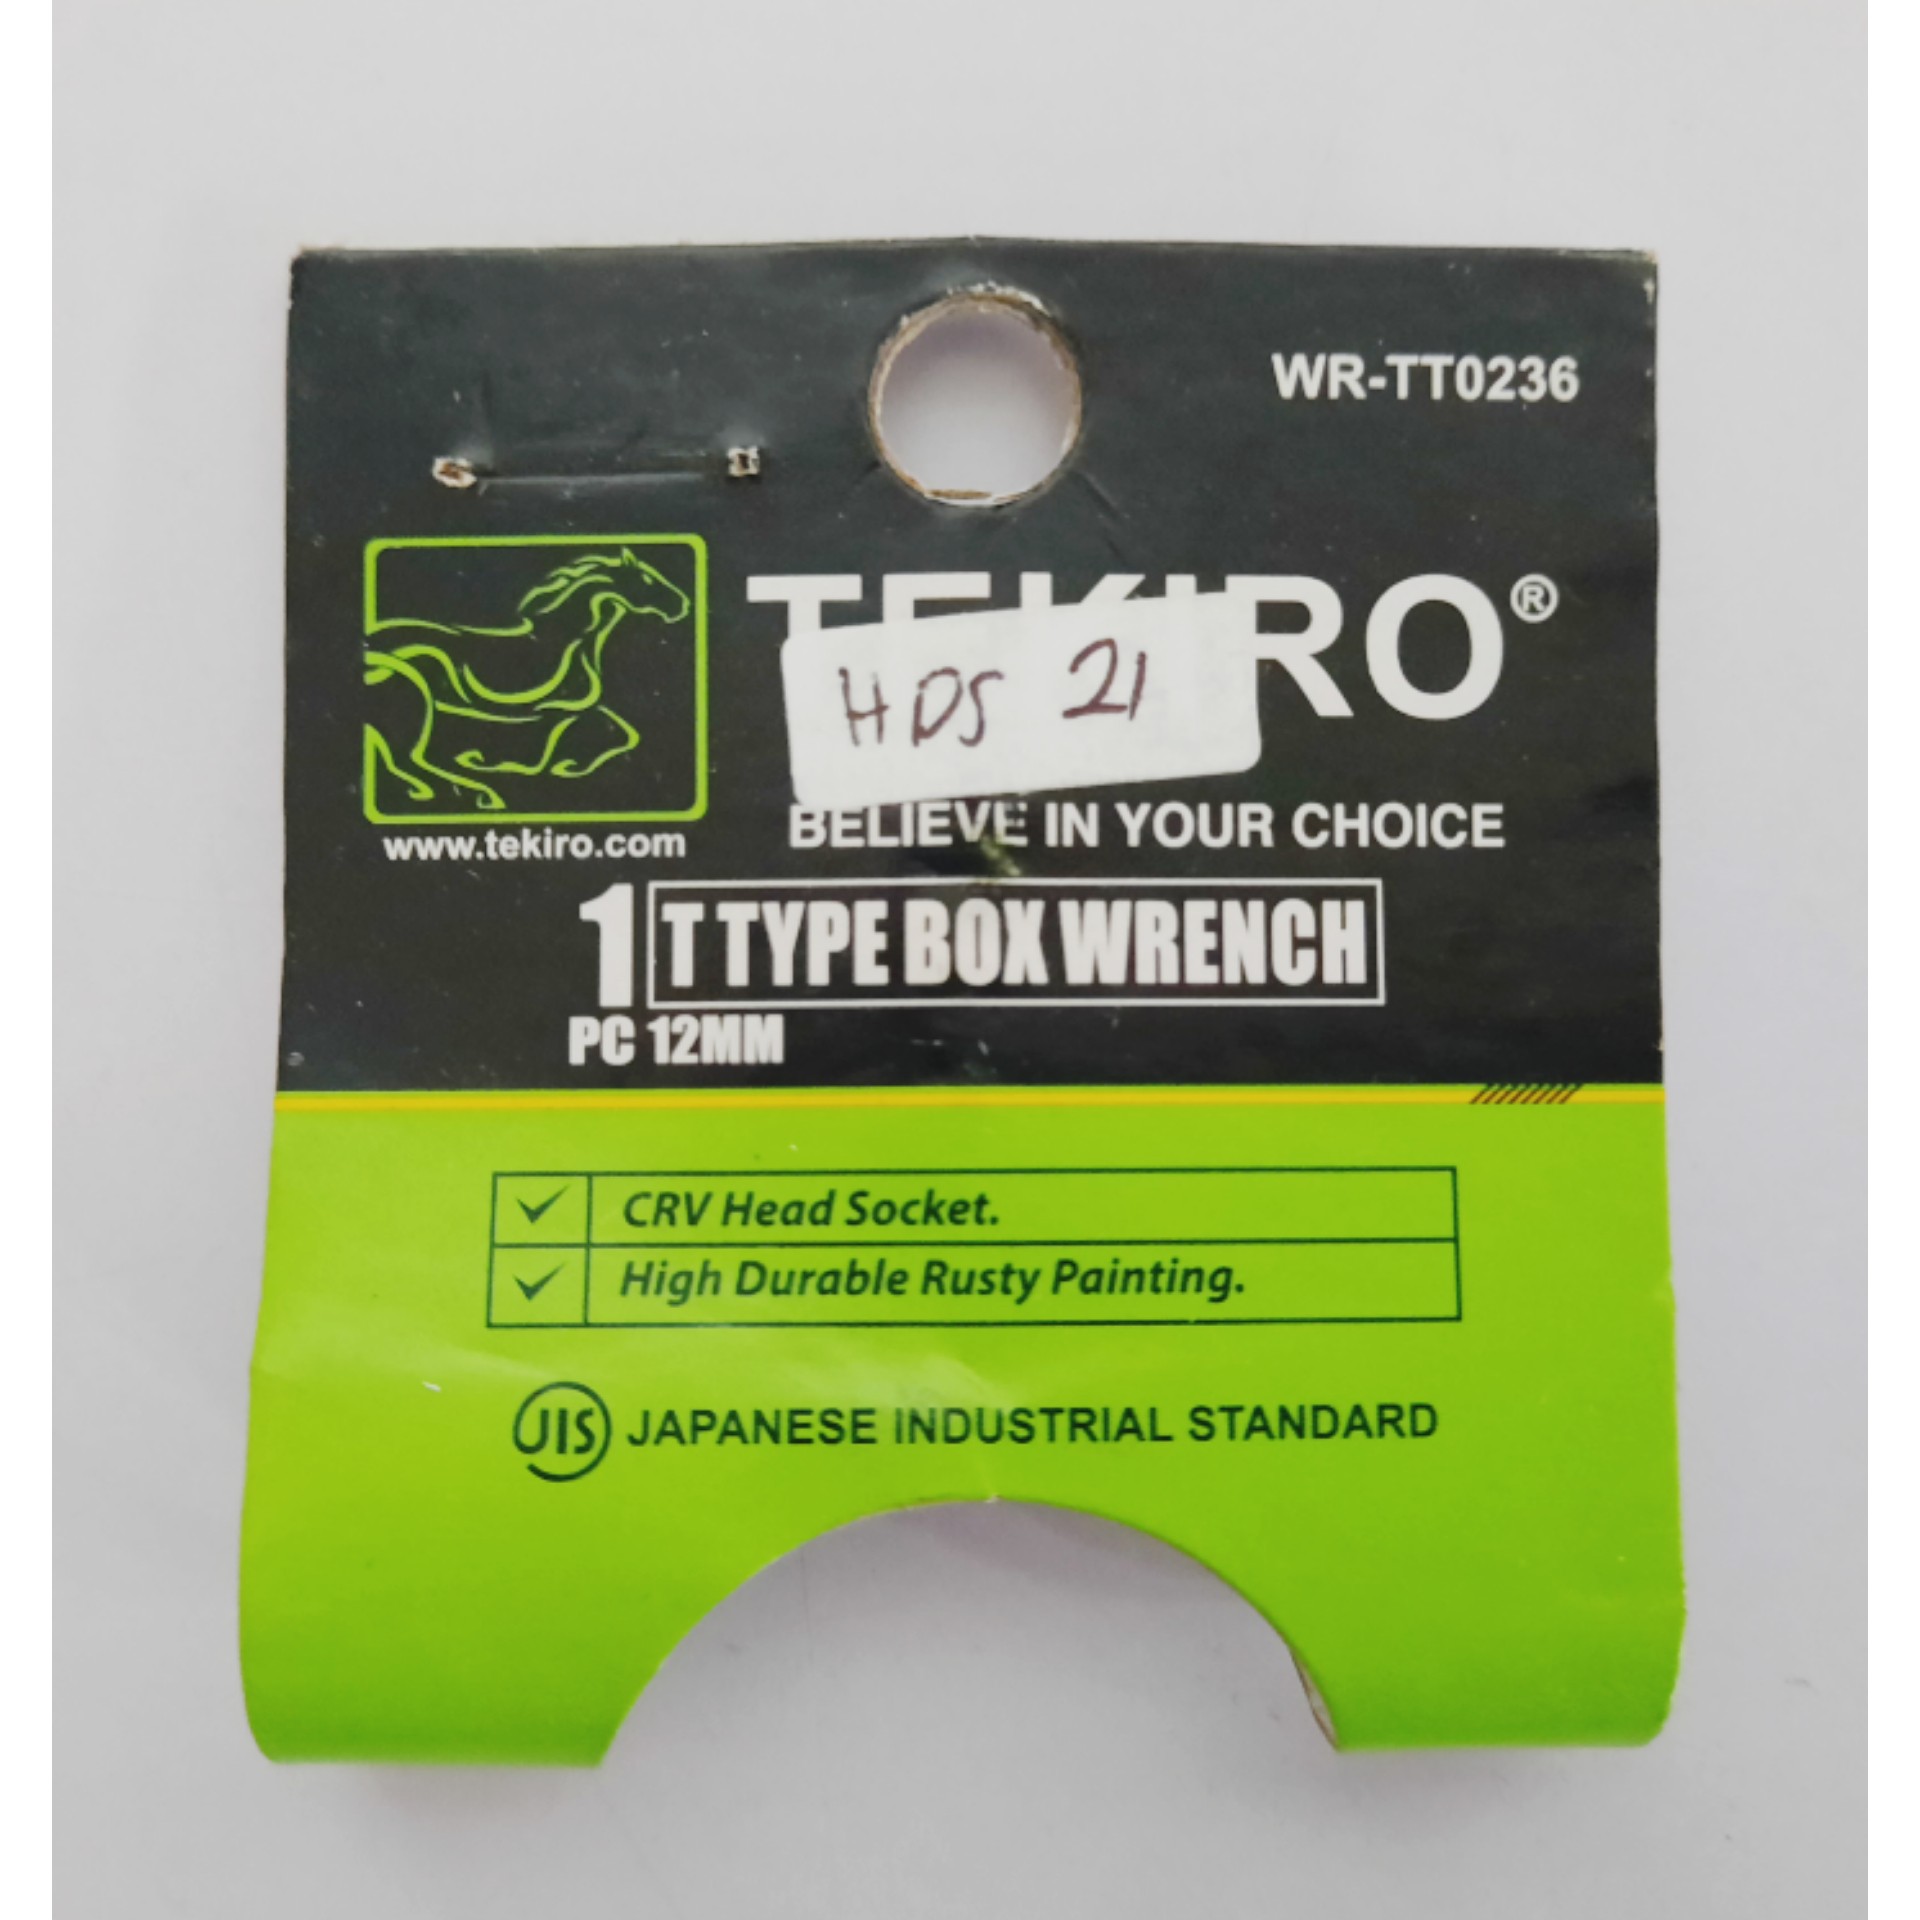 WR-TT0236
TEKIRO®
HDS 21
www.tekiro.com
BELIEVE IN YOUR CHOICE
1 T TYPE BOX WRENCH
PC 12MM
CRV Head Socket.
High Durable Rusty Painting.
JIS JAPANESE INDUSTRIAL STANDARD